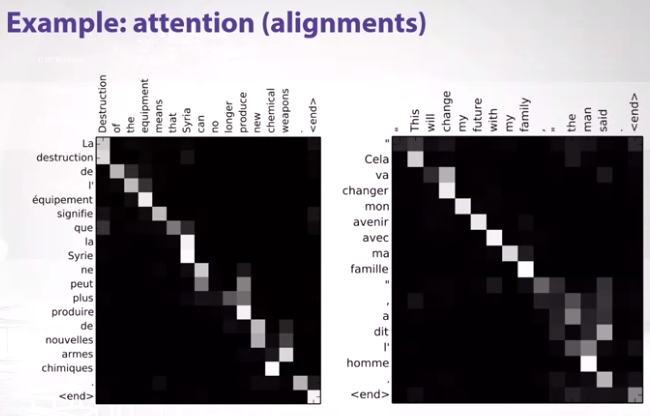 Example: attention (alignments)
Destruction
of
the
equipment
means
that
Syria
can
no
longer
produce
new
chemical
weapons
.
<end>
La
destruction
de
l'
équipement
signifie
que
la
Syrie
ne
peut
plus
produire
de
nouvelles
armes
chimiques
.
<end>
"
This
will
change
my
future
with
my
family
,
"
the
man
said
.
<end>
"
Cela
va
changer
mon
avenir
avec
ma
famille
"
,
a
dit
l'
homme
.
<end>